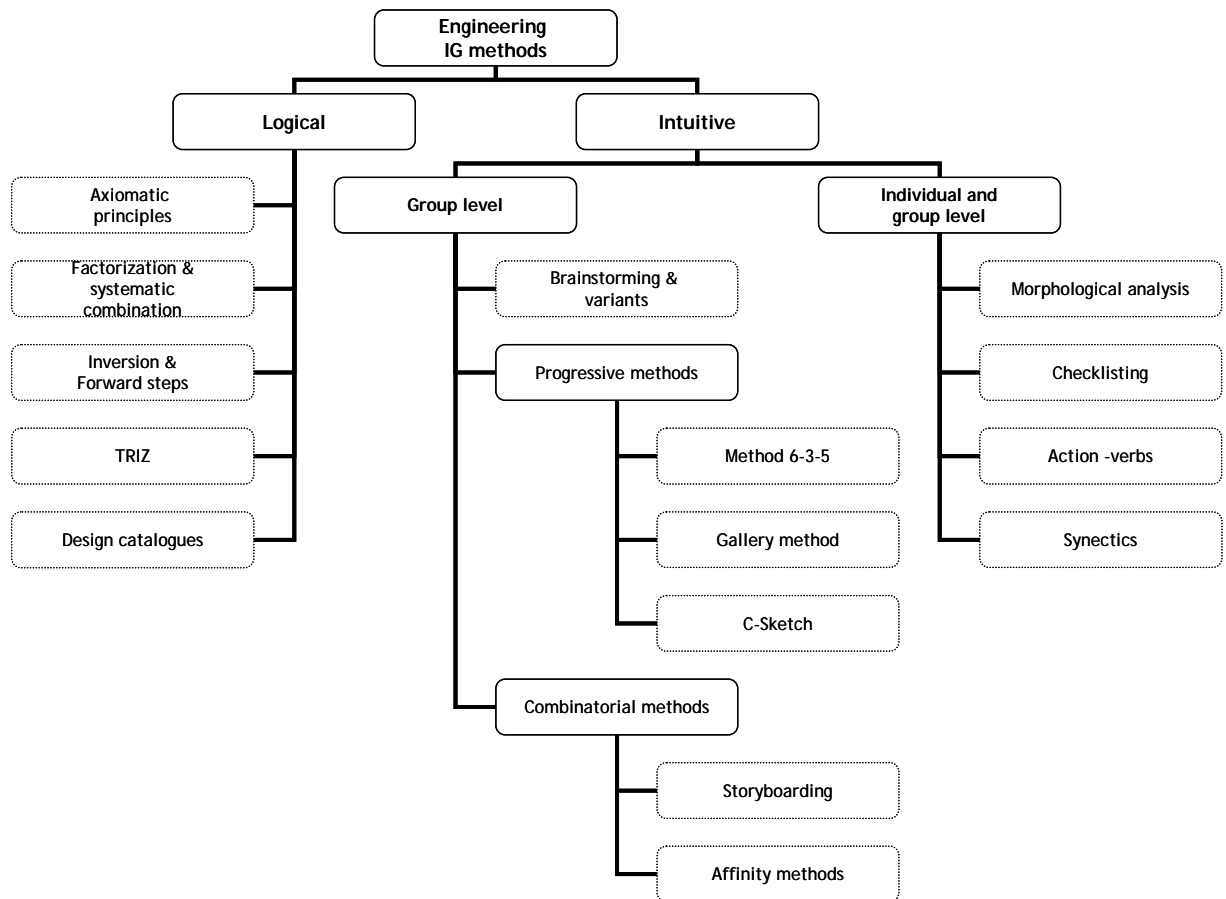 Engineering
IG methods
Logical
Intuitive
Axiomatic
principles
Group level
Individual and
group level
Factorization &
systematic
combination
Brainstorming &
variants
Morphological analysis
Inversion &
Forward steps
Progressive methods
Checklisting
TRIZ
Method 6-3-5
Action -verbs
Design catalogues
Gallery method
Synectics
C-Sketch
Combinatorial methods
Storyboarding
Affinity methods